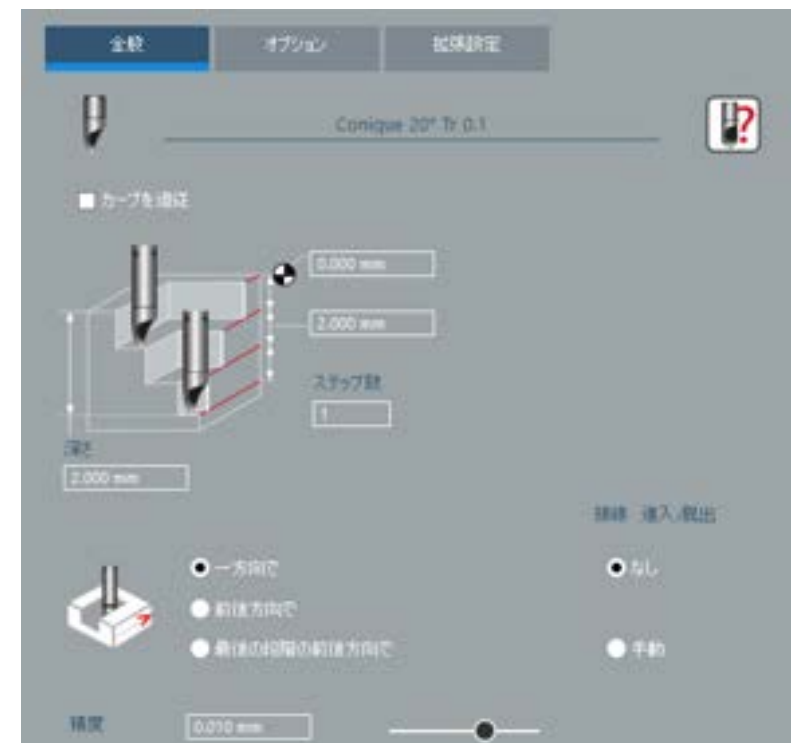 全般 オプション 拡張設定
Conique 20° Tr 0.1
カーブを追従
0.000 mm
2.000 mm
ステップ数
1
深さ
2.000 mm
接線 進入/脱出
一方向で なし
前後方向で
最後の段階の前後方向で 手動
精度 0.010 mm